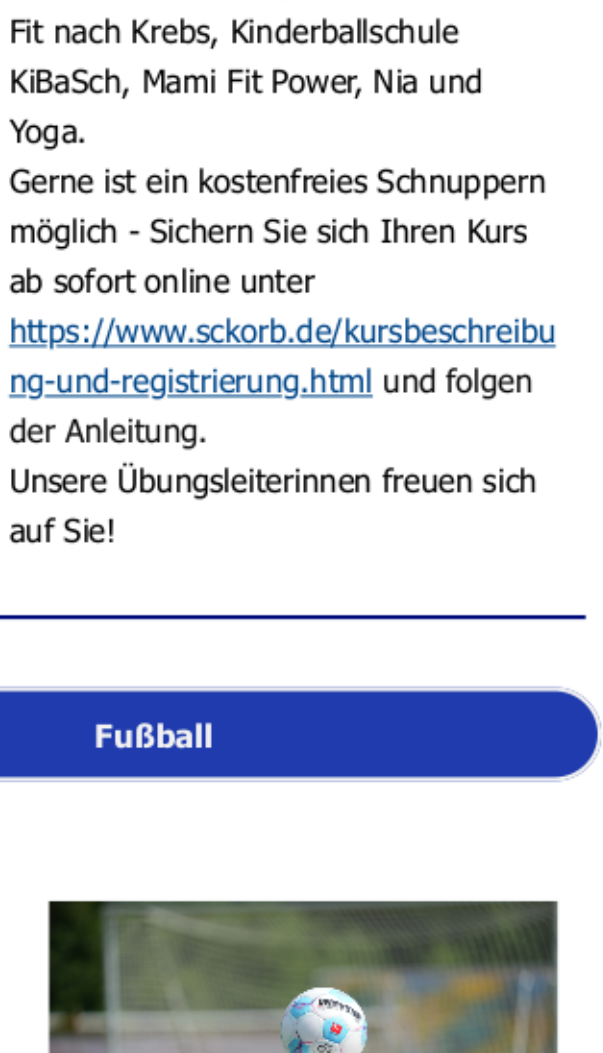 Fit nach Krebs, Kinderballschule
KiBaSch, Mami Fit Power, Nia und
Yoga.
Gerne ist ein kostenfreies Schnuppern
möglich - Sichern Sie sich Ihren Kurs
ab sofort online unter
https://www.sckorb.de/kursbeschreibu
ng-und-registrierung.html und folgen
der Anleitung.
Unsere Übungsleiterinnen freuen sich
auf Sie!
Fußball